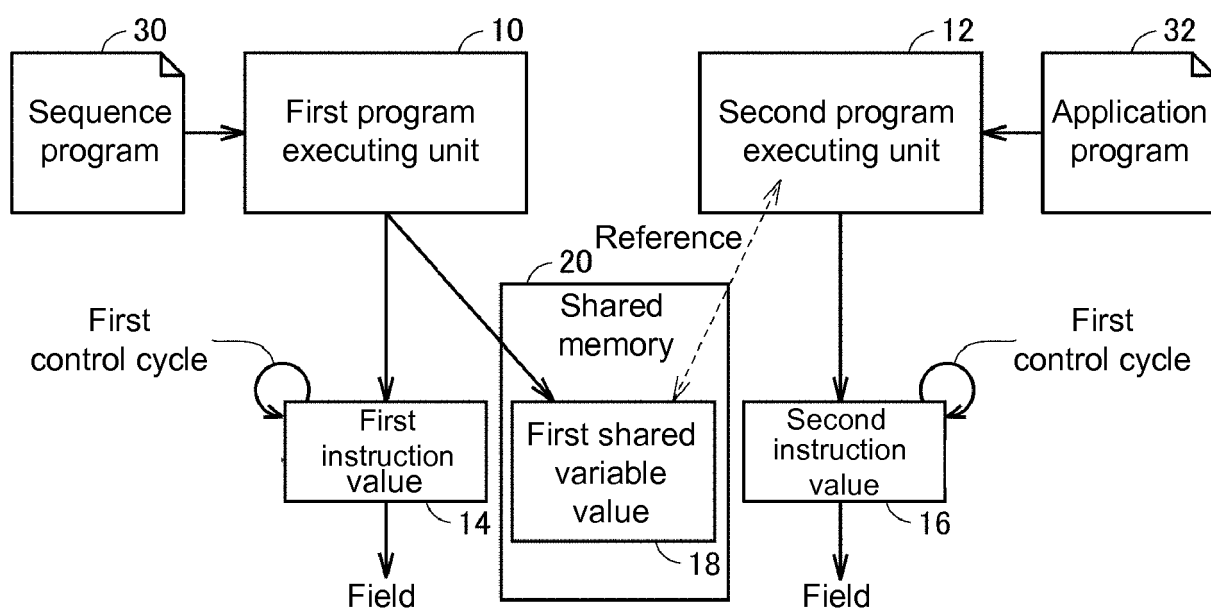 30
10
12
32
Sequence
program
First program
executing unit
Second program
executing unit
Application
program
Reference
20
Shared
memory
First
control cycle
First
control cycle
First
instruction
value
First shared
variable
value
Second
instruction
value
14
18
16
Field
Field